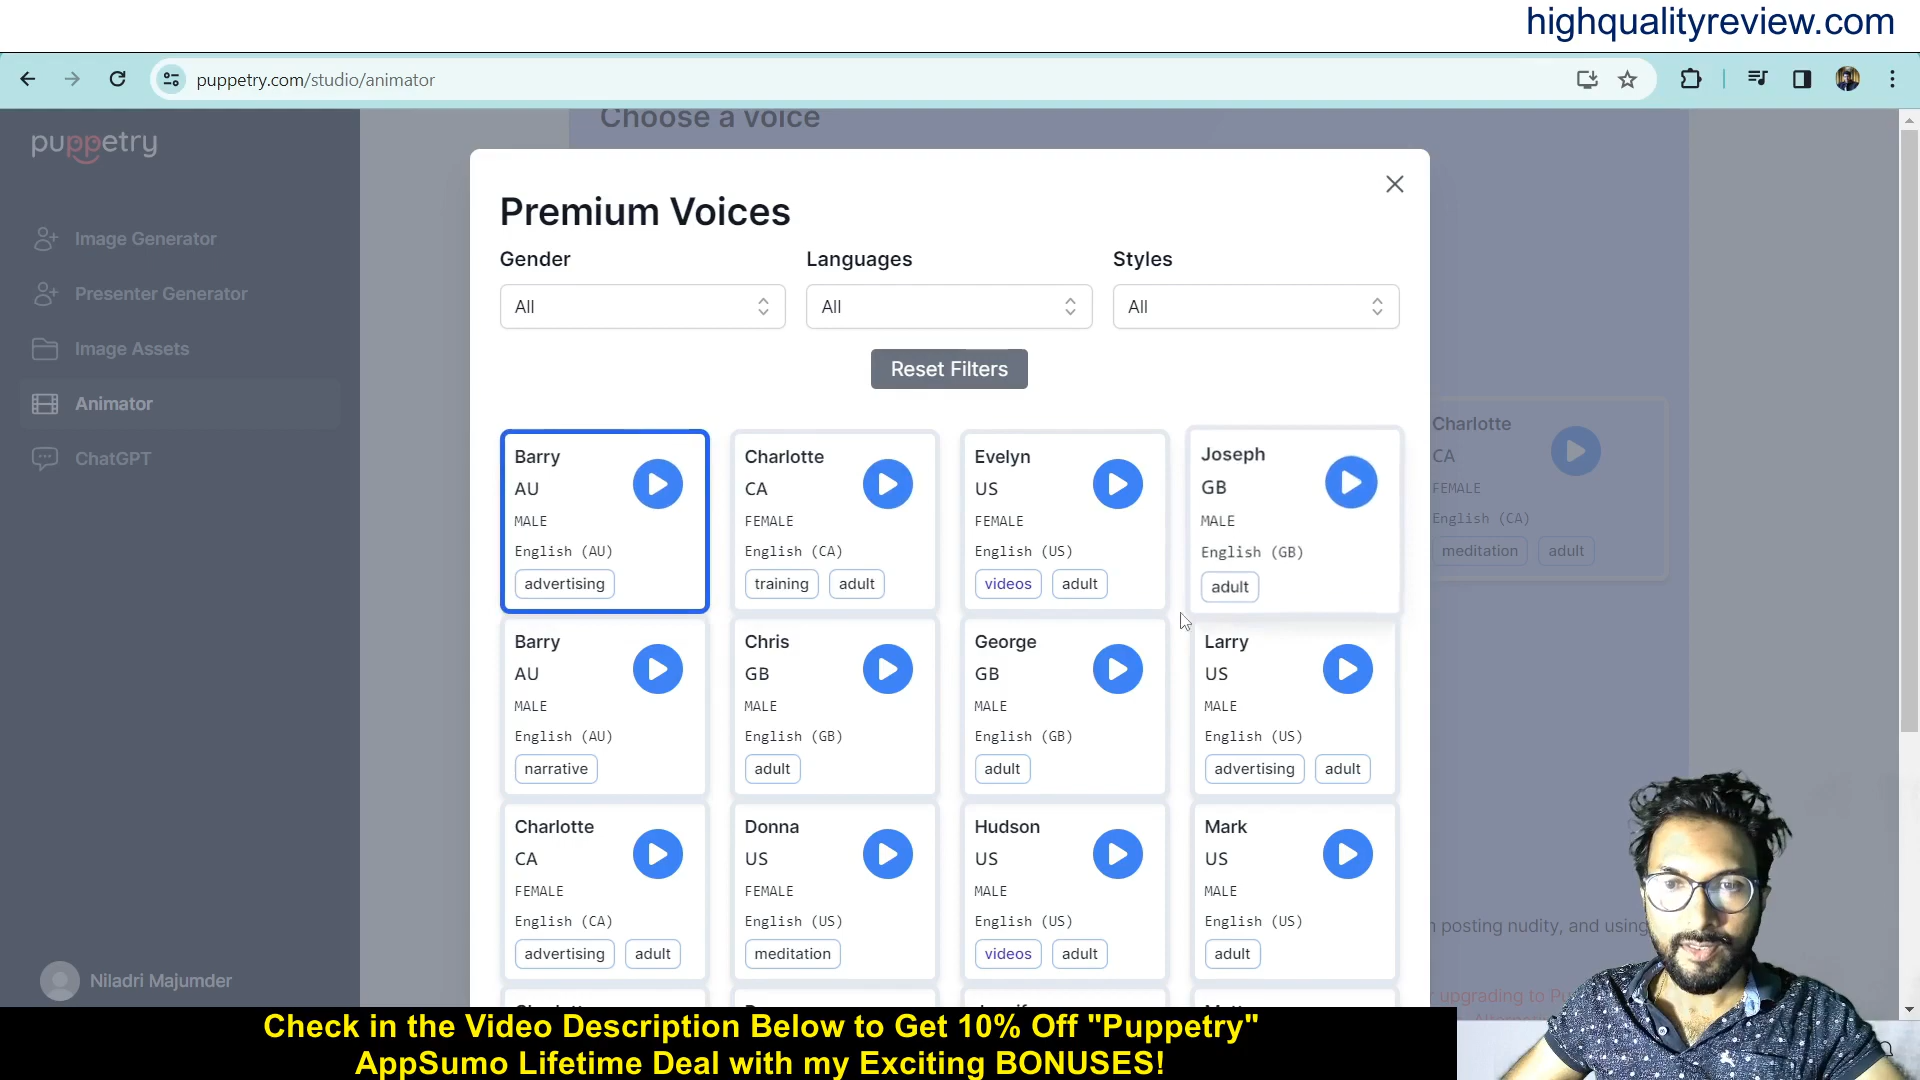 highqualityreview.com
puppetry.com/studio/animator
Choose a voice
puppetry
Image Generator
Presenter Generator
Image Assets
Animator
ChatGPT
Niladri Majumder
Premium Voices
Gender
Languages
Styles
All
All
All
Reset Filters
Barry
AU
MALE
English (AU)
advertising
Charlotte
CA
FEMALE
English (CA)
training
adult
Evelyn
US
FEMALE
English (US)
videos
adult
Joseph
GB
MALE
English (GB)
adult
Charlotte
CA
FEMALE
English (CA)
meditation
adult
Barry
AU
MALE
English (AU)
narrative
Chris
GB
MALE
English (GB)
adult
George
GB
MALE
English (GB)
adult
Larry
US
MALE
English (US)
advertising
adult
Charlotte
CA
FEMALE
English (CA)
advertising
adult
Donna
US
FEMALE
English (US)
meditation
Hudson
US
MALE
English (US)
videos
adult
Mark
US
MALE
English (US)
adult
posting nudity, and using
upgrading to
Check in the Video Description Below to Get 10% Off "Puppetry"
AppSumo Lifetime Deal with my Exciting BONUSES!